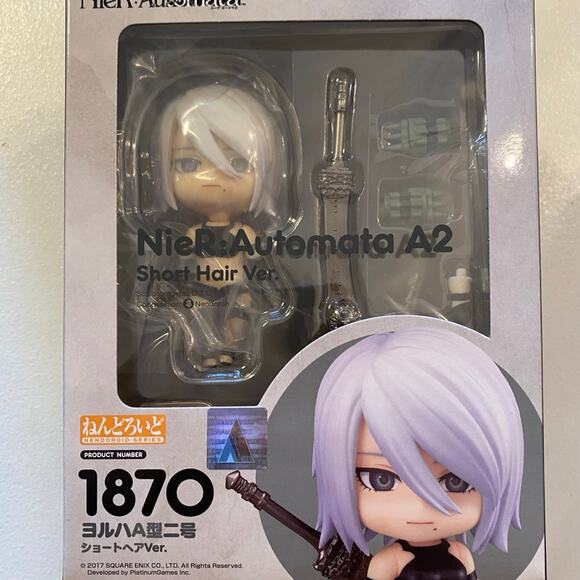 NieR:Automata
NieR:Automata A2
Short Hair Ver.
Nendoroid
ねんどろいど
NENDOROID SERIES
PRODUCT NUMBER
1870
ヨルハA型二号
ショートヘアVer.
© 2017 SQUARE ENIX CO., LTD. All Rights Reserved.
Developed by PlatinumGames Inc.